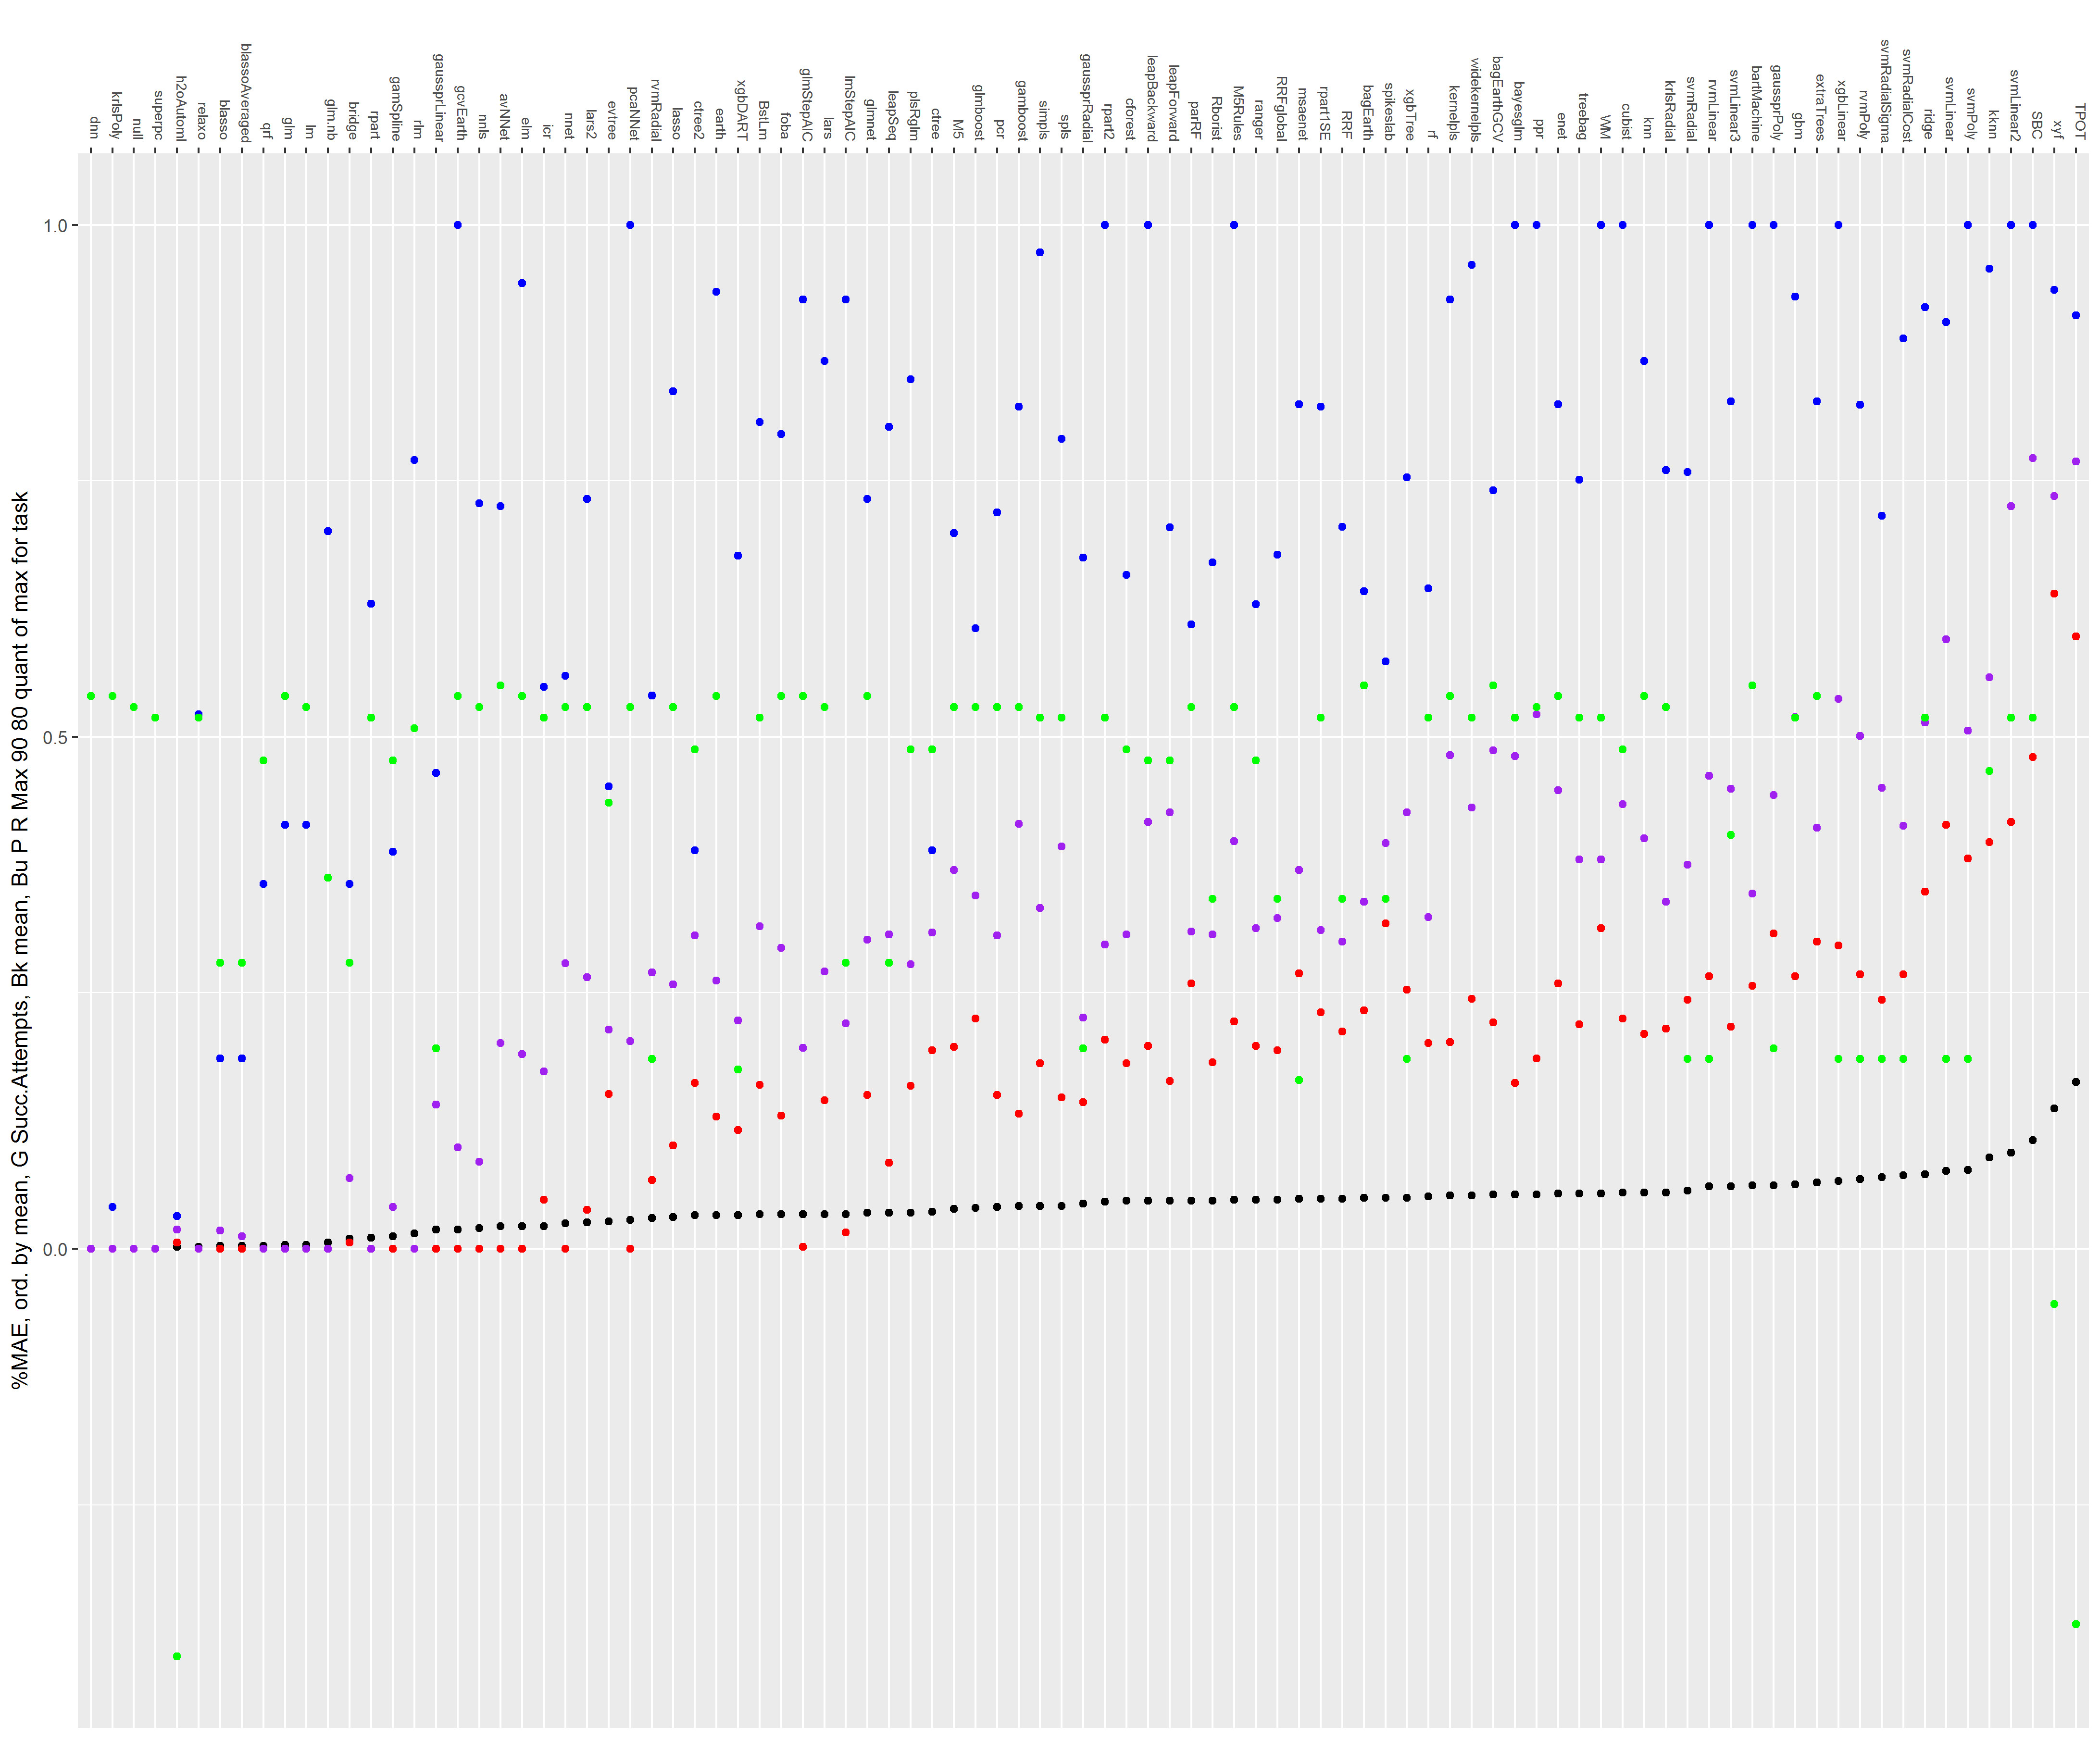 dnn
krlsPoly
null
superpc
h2oAutoml
relaxo
blasso
blassoAveraged
qrf
glm
lm
glm.nb
bridge
rpart
gamSpline
rlm
gaussprLinear
gcvEarth
nnls
avNNet
elm
icr
nnet
lars2
evtree
pcaNNet
rvmRadial
lasso
ctree2
earth
xgbDART
BstLm
foba
glmStepAIC
lars
lmStepAIC
glmnet
leapSeq
plsRglm
ctree
M5
glmboost
pcr
gamboost
simpls
spls
gaussprRadial
rpart2
cforest
leapBackward
leapForward
parRF
Rborist
M5Rules
ranger
RRFglobal
msaenet
rpart1SE
RRF
bagEarth
spikeslab
xgbTree
rf
kernelpls
widekernelpls
bagEarthGCV
bayesglm
ppr
enet
treebag
WM
cubist
knn
krlsRadial
svmRadial
rvmLinear
svmLinear3
bartMachine
gaussprPoly
gbm
extraTrees
xgbLinear
rvmPoly
svmRadialSigma
svmRadialCost
ridge
svmLinear
svmPoly
kknn
svmLinear2
SBC
xyf
TPOT
1.0
0.5
0.0
%MAE, ord. by mean, G Succ.Attempts, Bk mean, Bu P R Max 90 80 quant of max for task